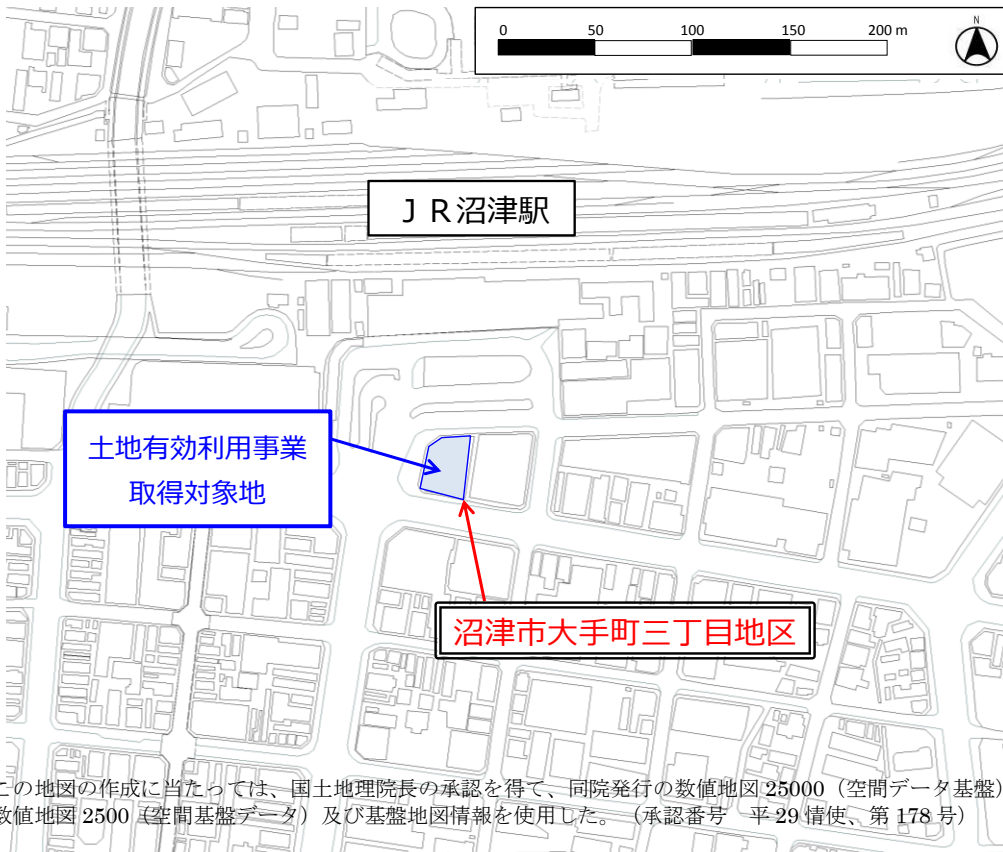 0 50 100 150 200 m
N
ＪＲ沼津駅
土地有効利用事業
取得対象地
沼津市大手町三丁目地区
この地図の作成に当たっては、国土地理院長の承認を得て、同院発行の数値地図 25000（空間データ基盤）
数値地図 2500（空間基盤データ）及び基盤地図情報を使用した。（承認番号　平 29 情使、第 178 号）